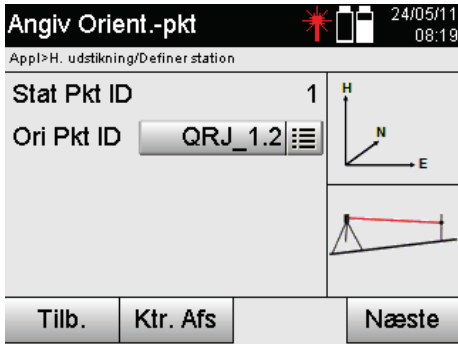 Angiv Orient.-pkt
24/05/11
08:19
Appl>H. udstikning/Definer station
Stat Pkt ID 1
Ori Pkt ID QRJ_1.2
H
N
E
Tilb. Ktr. Afs Næste